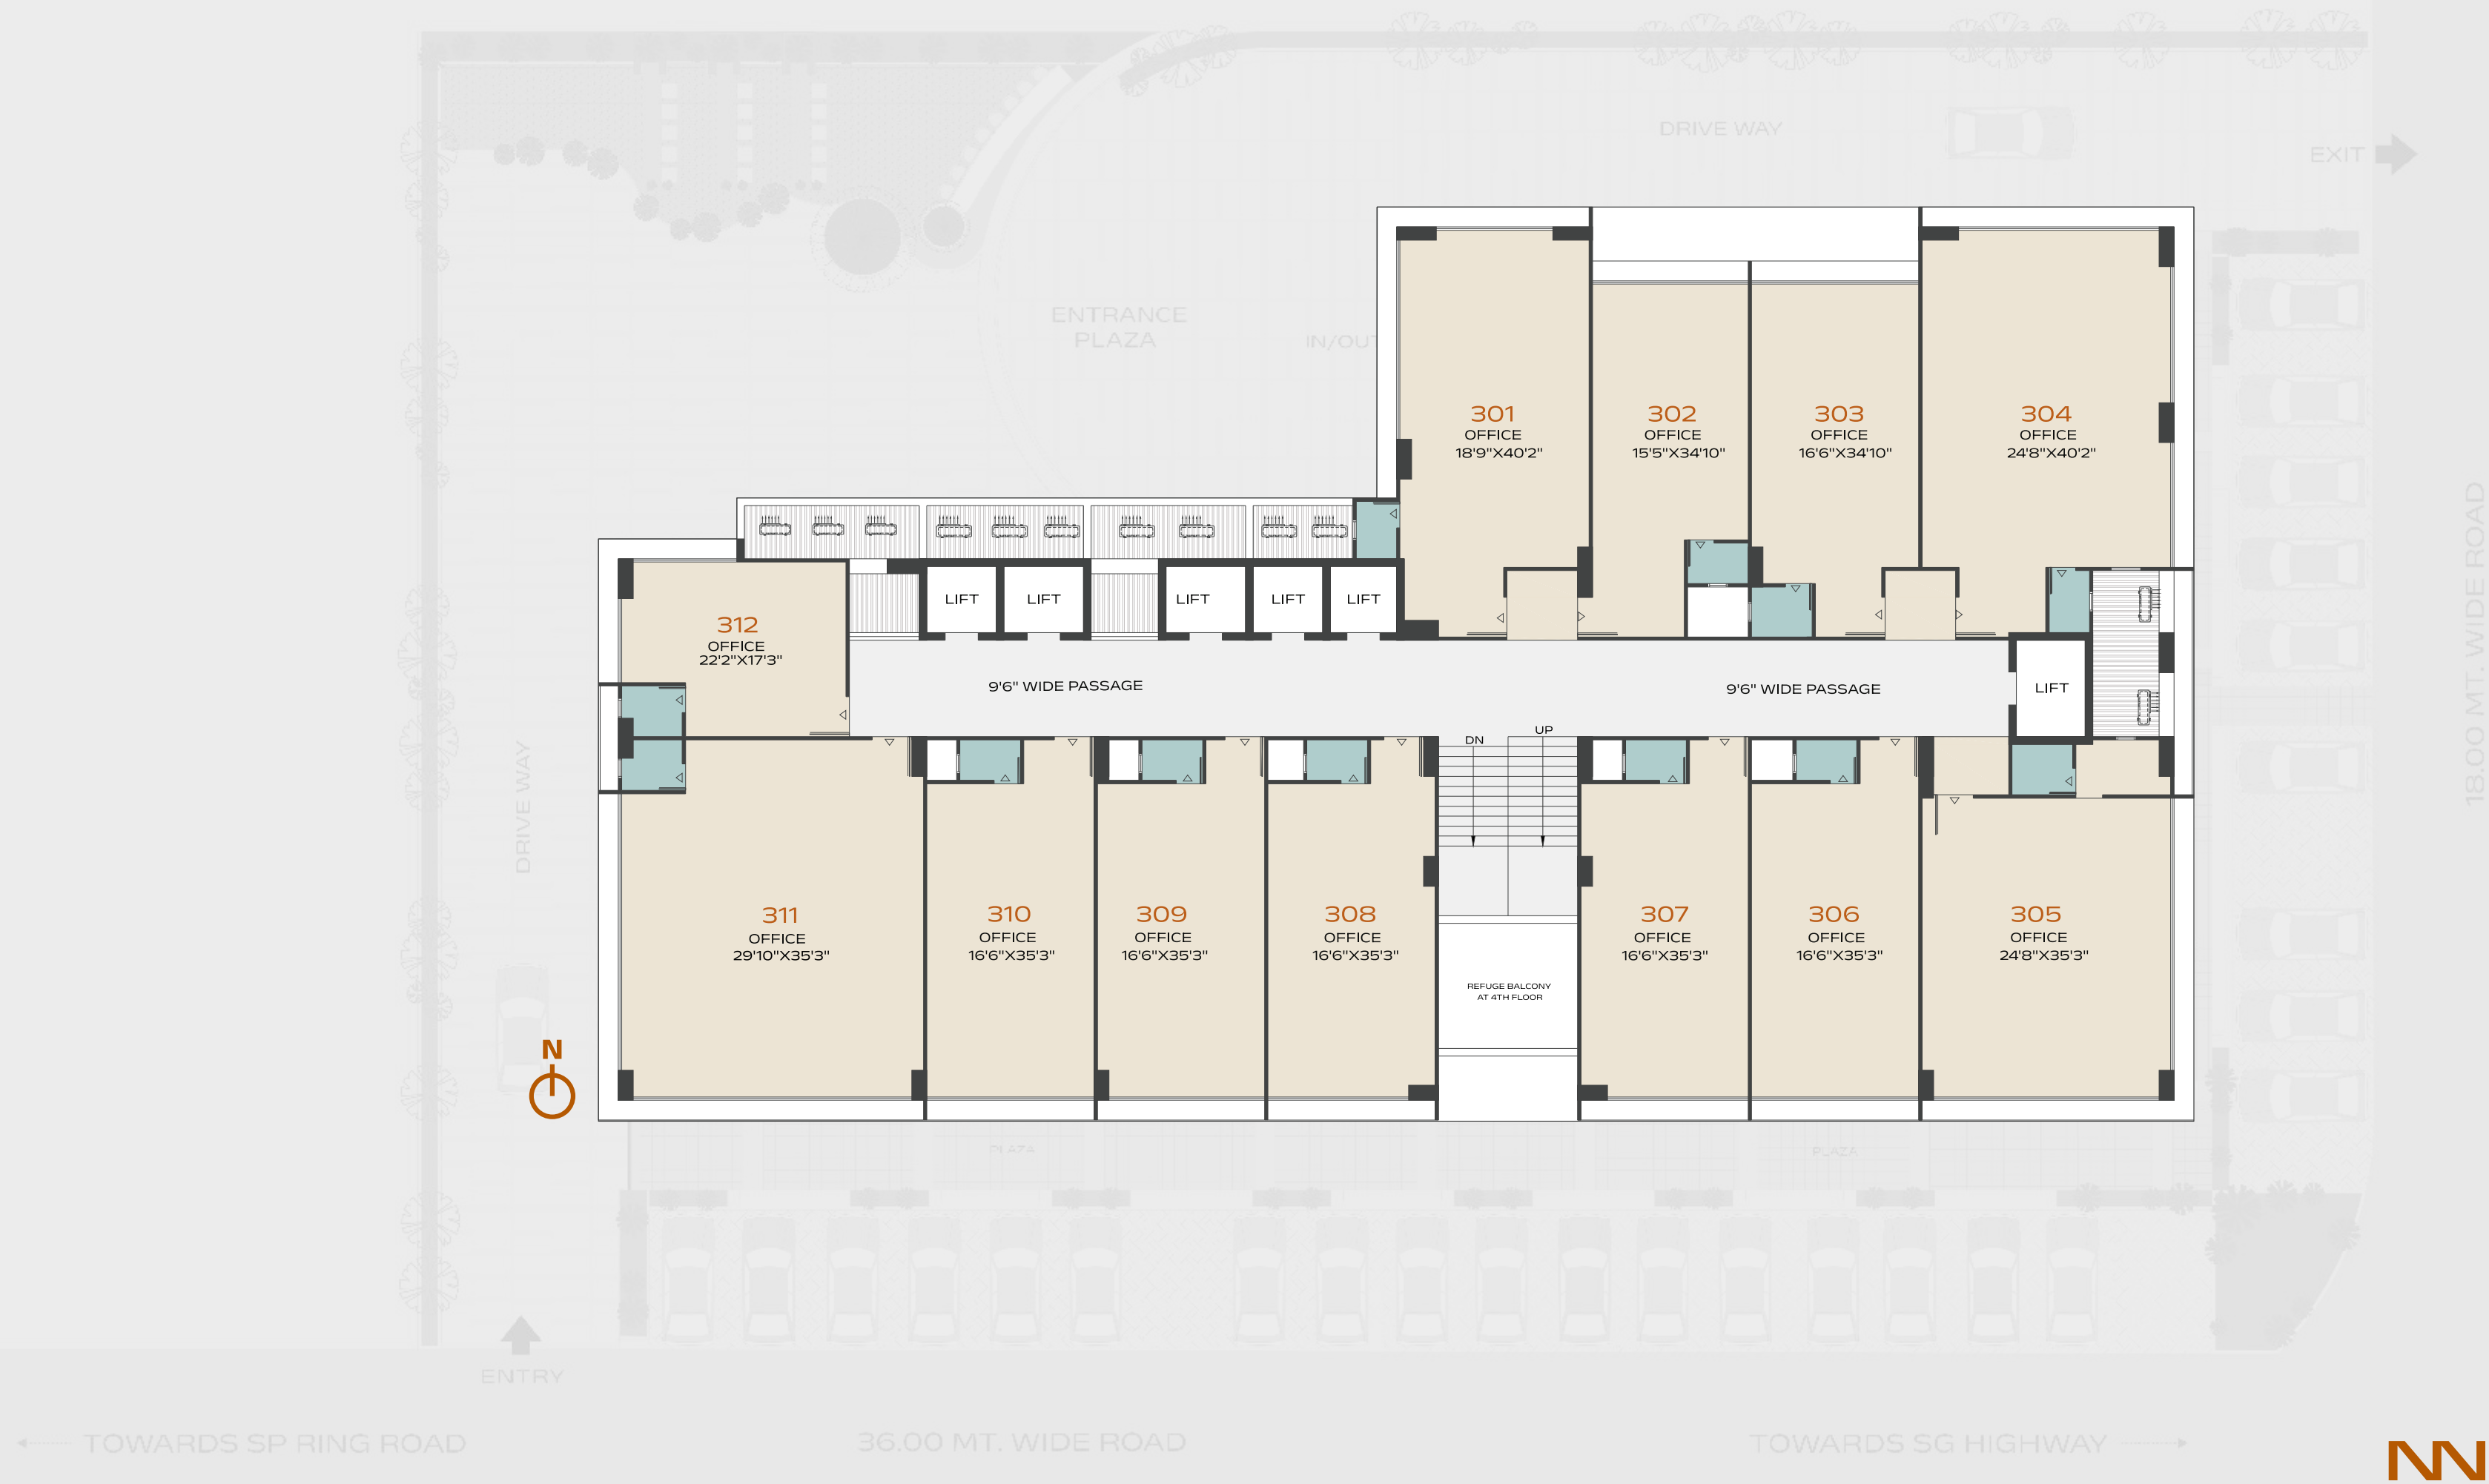 DRIVE WAY
EXIT
ENTRANCE
PLAZA
IN/OUT
301
OFFICE
18'9"X40'2"
302
OFFICE
15'5"X34'10"
303
OFFICE
16'6"X34'10"
304
OFFICE
24'8"X40'2"
18.00 MT. WIDE ROAD
312
OFFICE
22'2"X17'3"
LIFT
LIFT
LIFT
LIFT
LIFT
9'6" WIDE PASSAGE
9'6" WIDE PASSAGE
LIFT
DN
UP
DRIVE WAY
311
OFFICE
29'10"X35'3"
310
OFFICE
16'6"X35'3"
309
OFFICE
16'6"X35'3"
308
OFFICE
16'6"X35'3"
REFUGE BALCONY
AT 4TH FLOOR
307
OFFICE
16'6"X35'3"
306
OFFICE
16'6"X35'3"
305
OFFICE
24'8"X35'3"
N
PLAZA
PLAZA
ENTRY
TOWARDS SP RING ROAD
36.00 MT. WIDE ROAD
TOWARDS SG HIGHWAY